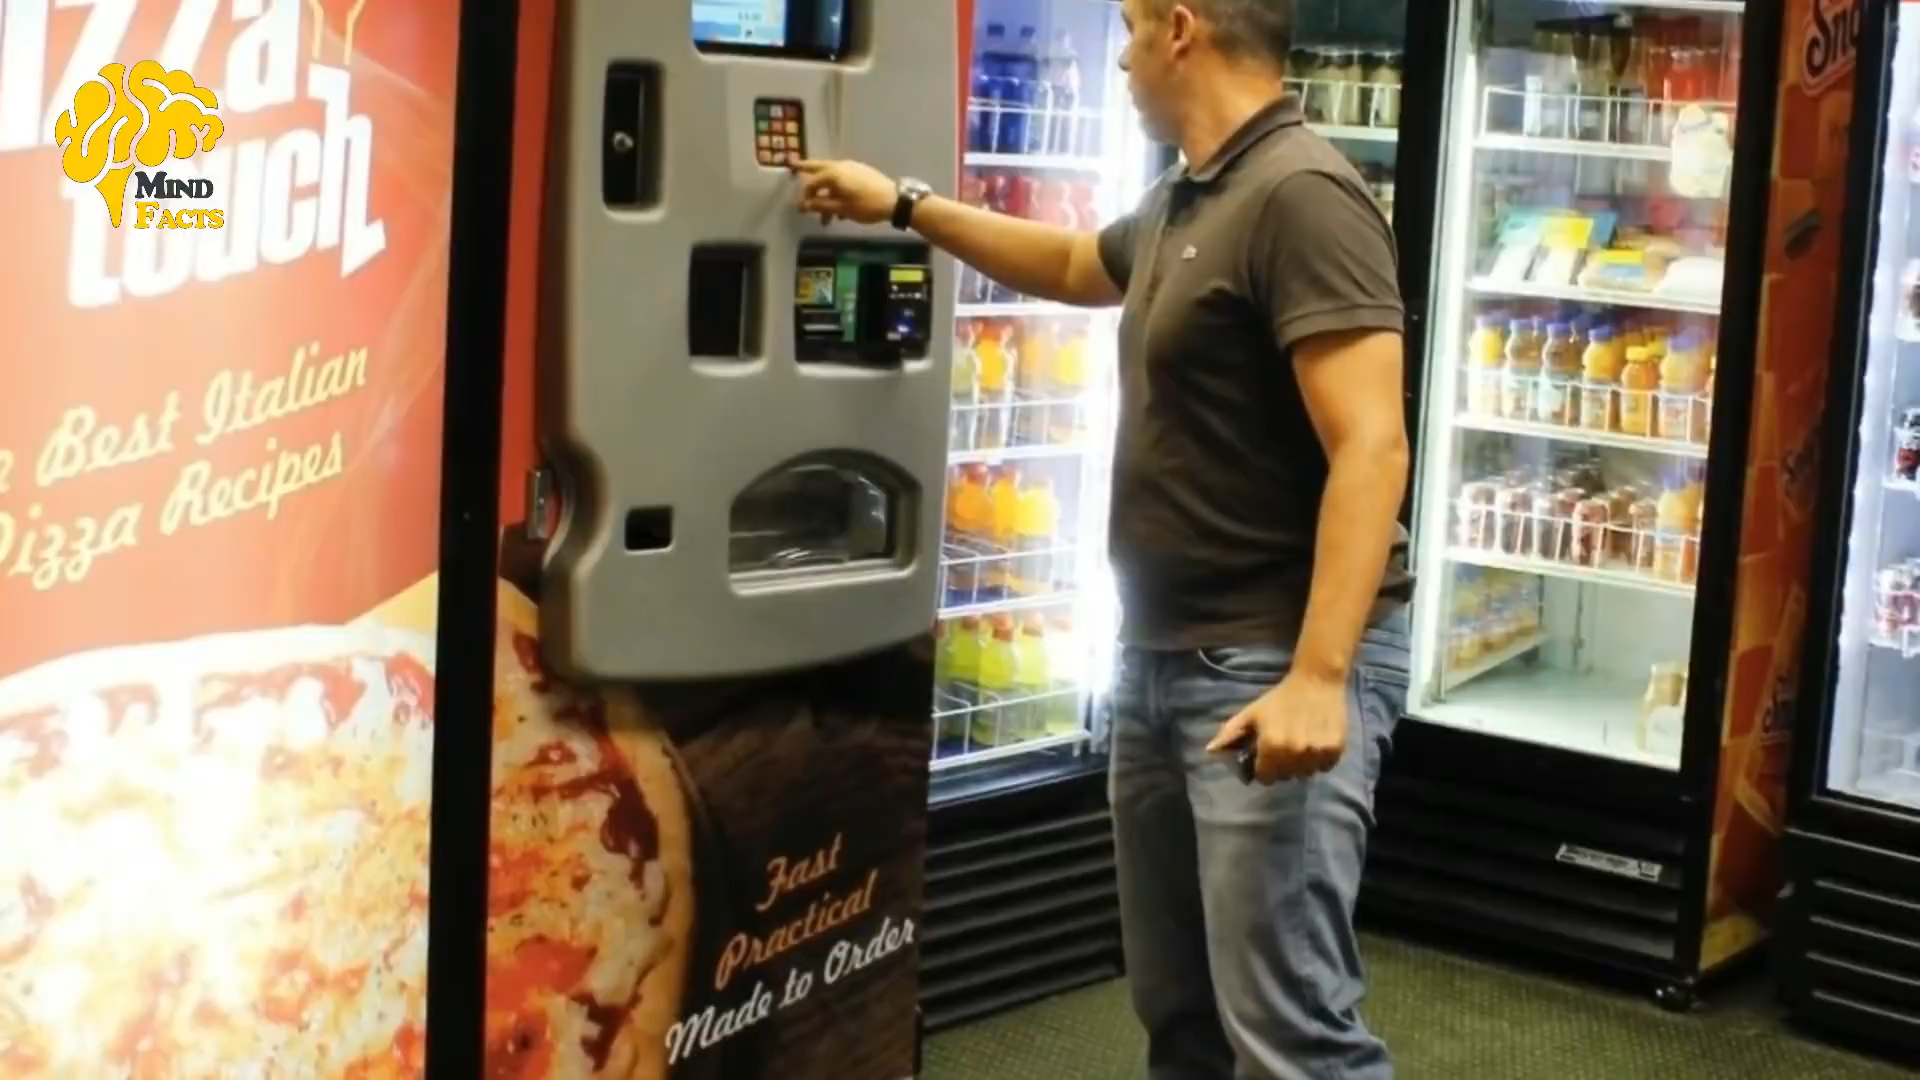 izza
touch
Best Italian
Pizza Recipes
MIND
FACTS
Fast
Practical
Made to Order